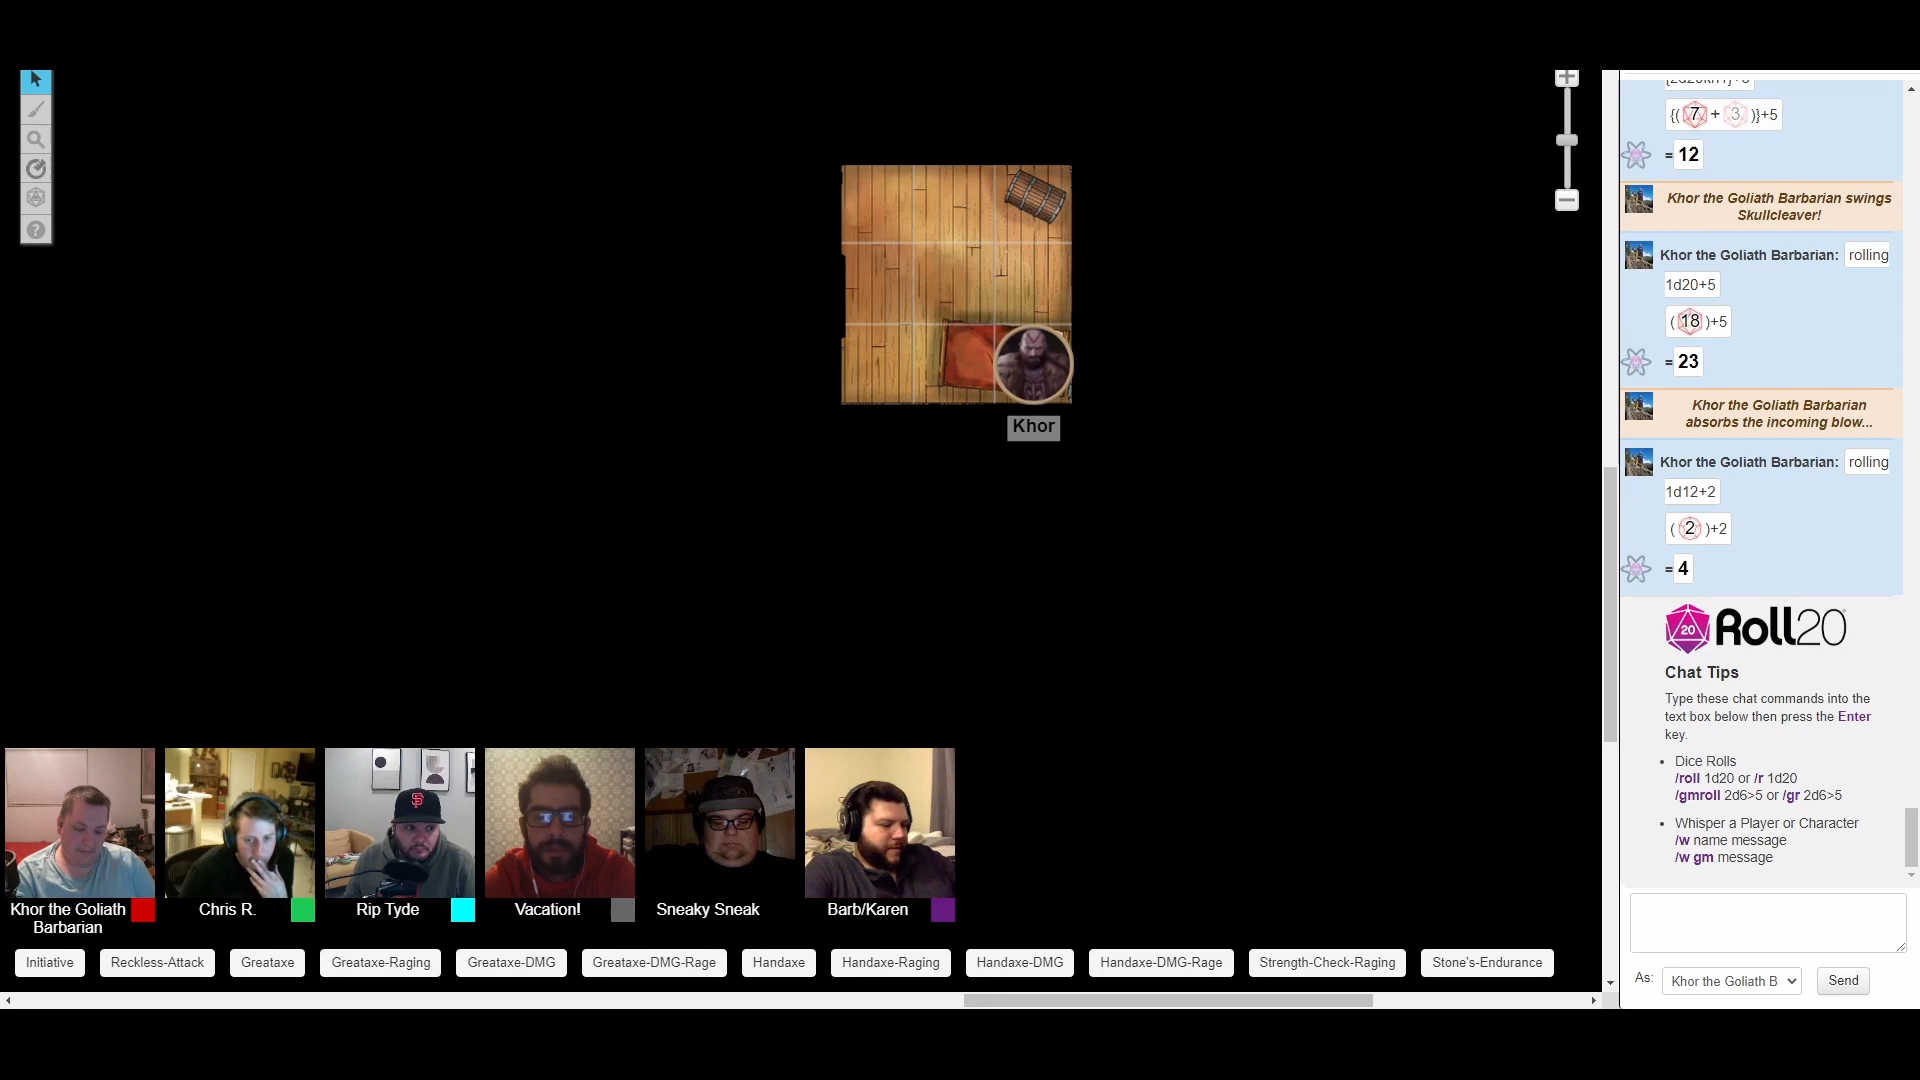 {(7+3)}+5
=12
Khor the Goliath Barbarian swings
Skullcleaver!
Khor the Goliath Barbarian: rolling
1d20+5
(18)+5
=23
Khor the Goliath Barbarian
absorbs the incoming blow...
Khor the Goliath Barbarian: rolling
1d12+2
(2)+2
=4
20 Roll20
Chat Tips
Type these chat commands into the
text box below then press the Enter
key.
• Dice Rolls
/roll 1d20 or /r 1d20
/gmroll 2d6>5 or /gr 2d6>5
• Whisper a Player or Character
/w name message
/w gm message
As: Khor the Goliath B Send
Khor
Khor the Goliath
Barbarian
Chris R.
Rip Tyde
Vacation!
Sneaky Sneak
Barb/Karen
Initiative Reckless-Attack Greataxe Greataxe-Raging Greataxe-DMG Greataxe-DMG-Rage Handaxe Handaxe-Raging Handaxe-DMG Handaxe-DMG-Rage Strength-Check-Raging Stone's-Endurance